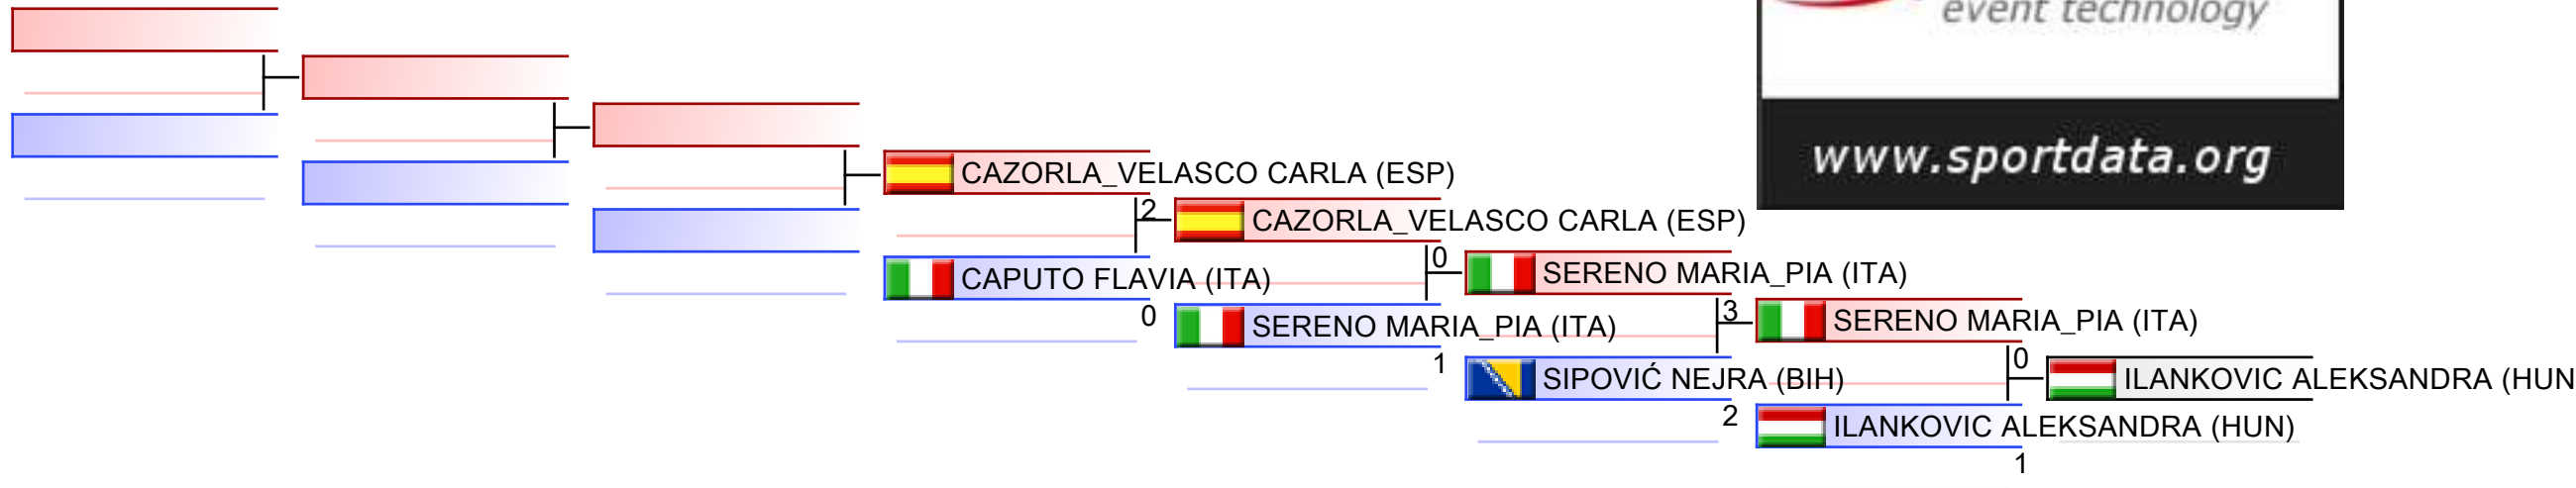 event technology
www.sportdata.org
CAZORLA_VELASCO CARLA (ESP)
2
CAZORLA_VELASCO CARLA (ESP)
0
CAPUTO FLAVIA (ITA)
0
SERENO MARIA_PIA (ITA)
3
SERENO MARIA_PIA (ITA)
1
SERENO MARIA_PIA (ITA)
0
SIPOVIĆ NEJRA (BIH)
2
ILANKOVIC ALEKSANDRA (HUN
ILANKOVIC ALEKSANDRA (HUN)
1